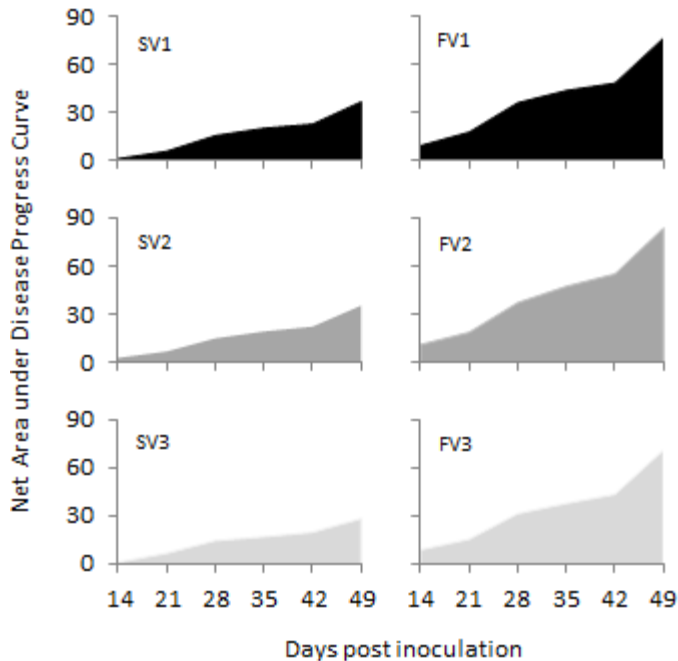 Net Area under Disease Progress Curve
90
60
30
0
SV1
FV1
90
60
30
0
SV2
FV2
90
60
30
0
SV3
FV3
14 21 28 35 42 49 14 21 28 35 42 49
Days post inoculation